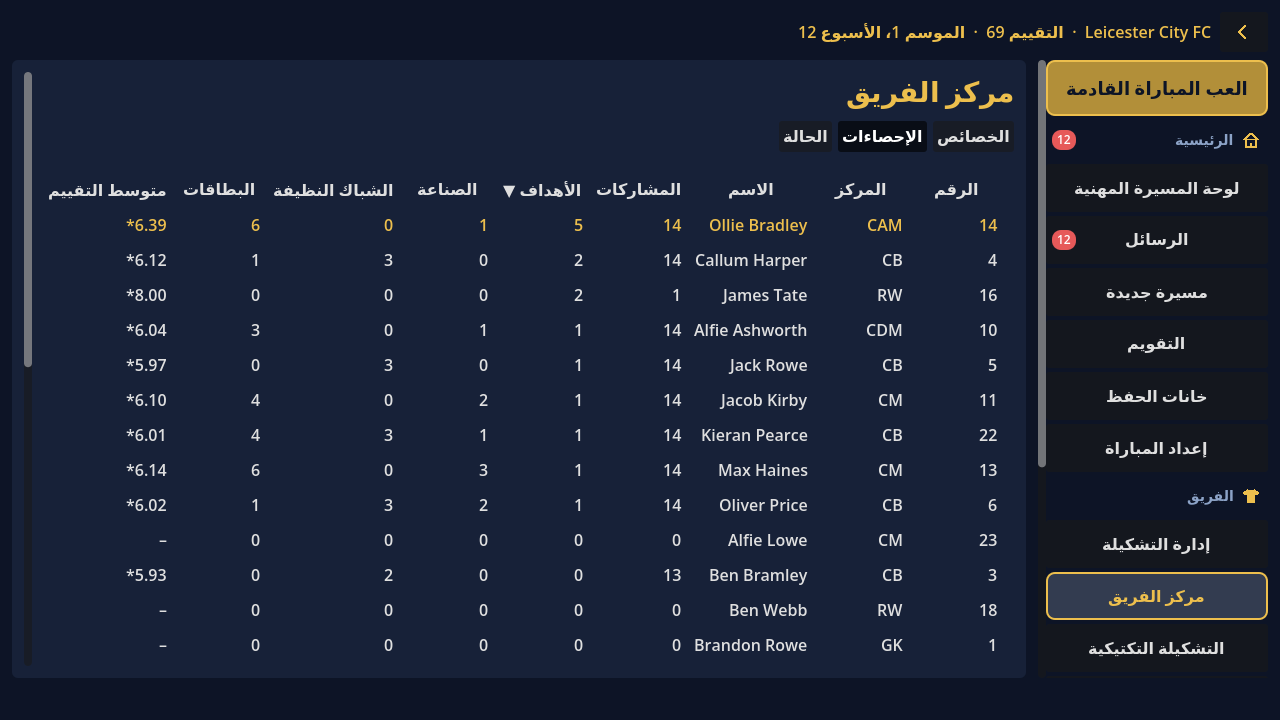 Leicester City FC · التقييم 69 · الموسم 1، الأسبوع 12
العب المباراة القادمة
الرئيسية 12
لوحة المسيرة المهنية
الرسائل 12
مسيرة جديدة
التقويم
خانات الحفظ
إعداد المباراة
الفريق
إدارة التشكيلة
مركز الفريق
التشكيلة التكتيكية
مركز الفريق
الخصائص الإحصاءات الحالة
الرقم المركز الاسم المشاركات الأهداف ▼ الصناعة الشباك النظيفة البطاقات متوسط التقييم
14 CAM Ollie Bradley 14 5 1 0 6 *6.39
4 CB Callum Harper 14 2 0 3 1 *6.12
16 RW James Tate 1 2 0 0 0 *8.00
10 CDM Alfie Ashworth 14 1 1 0 3 *6.04
5 CB Jack Rowe 14 1 0 3 0 *5.97
11 CM Jacob Kirby 14 1 2 0 4 *6.10
22 CB Kieran Pearce 14 1 1 3 4 *6.01
13 CM Max Haines 14 1 3 0 6 *6.14
6 CB Oliver Price 14 1 2 3 1 *6.02
23 CM Alfie Lowe 0 0 0 0 0 –
3 CB Ben Bramley 13 0 0 2 0 *5.93
18 RW Ben Webb 0 0 0 0 0 –
1 GK Brandon Rowe 0 0 0 0 0 –